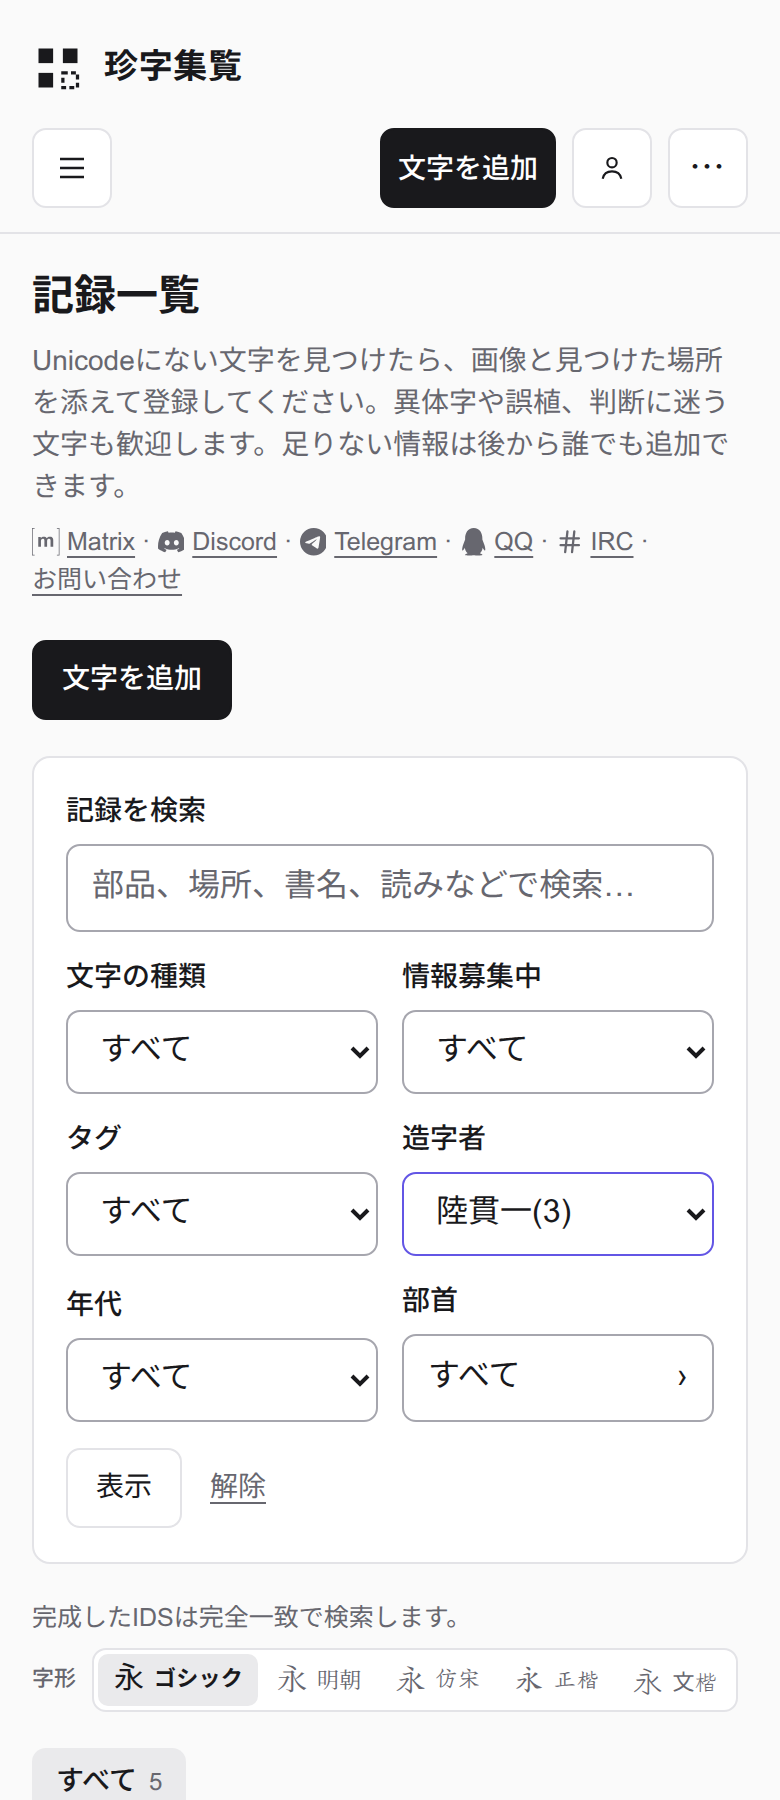 珍字集覧
文字を追加
···
記録一覧
Unicodeにない文字を見つけたら、画像と見つけた場所
を添えて登録してください。異体字や誤植、判断に迷う
文字も歓迎します。足りない情報は後から誰でも追加で
きます。
[m] Matrix · Discord · Telegram · QQ · IRC ·
お問い合わせ
文字を追加
記録を検索
部品、場所、書名、読みなどで検索…
文字の種類 情報募集中
すべて すべて
タグ 造字者
すべて 陸貫一(3)
年代 部首
すべて すべて ›
表示 解除
完成したIDSは完全一致で検索します。
字形 永 ゴシック 永 明朝 永 仿宋 永 正楷 永 文楷
すべて 5